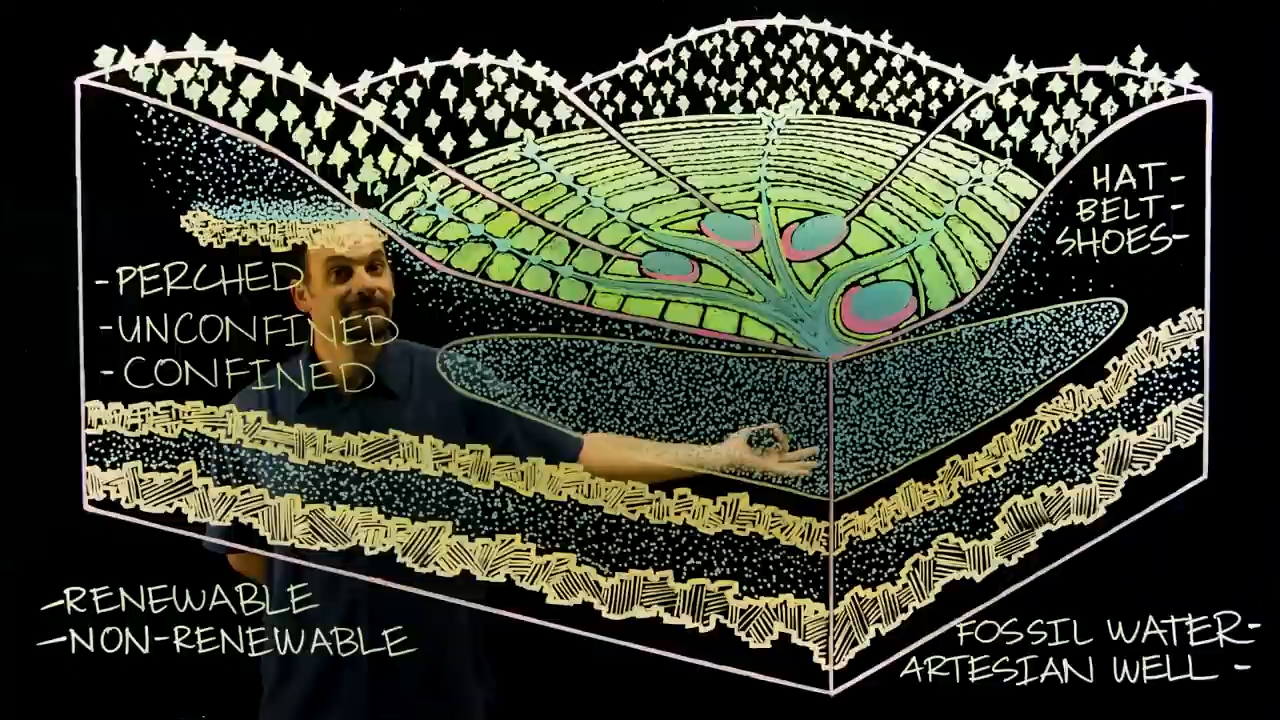 HAT-
BELT-
SHOES-
-PERCHED
-UNCONFINED
-CONFINED
-RENEWABLE
-NON-RENEWABLE
FOSSIL WATER-
ARTESIAN WELL -